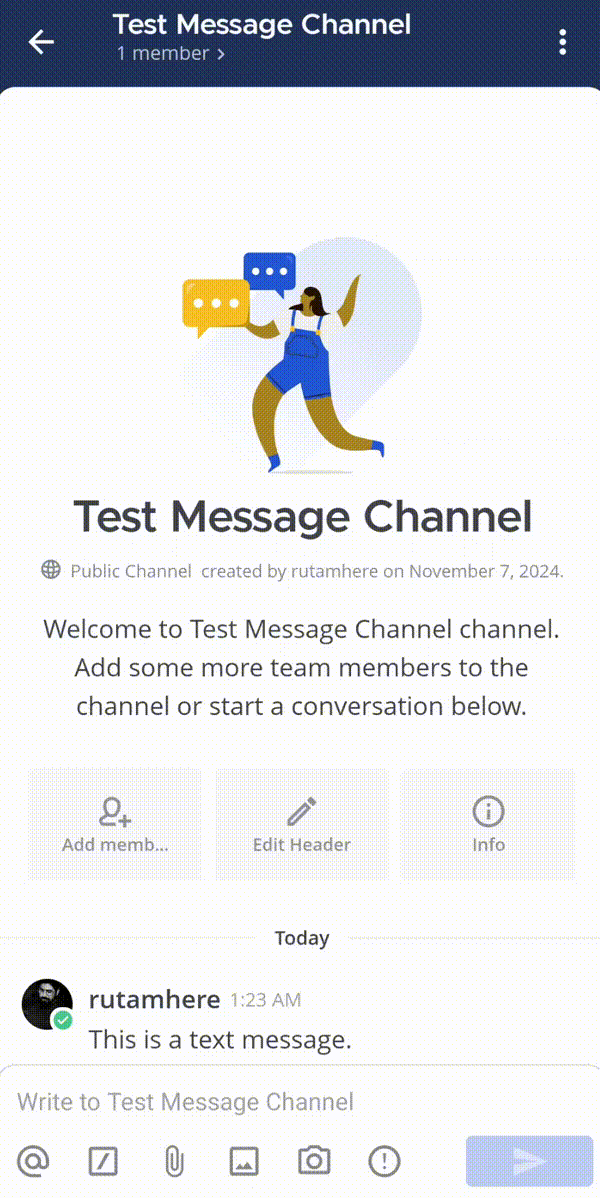 Test Message Channel
1 member >
Test Message Channel
Public Channel created by rutamhere on November 7, 2024.
Welcome to Test Message Channel channel.
Add some more team members to the
channel or start a conversation below.
Add memb...
Edit Header
Info
Today
rutamhere 1:23 AM
This is a text message.
Write to Test Message Channel